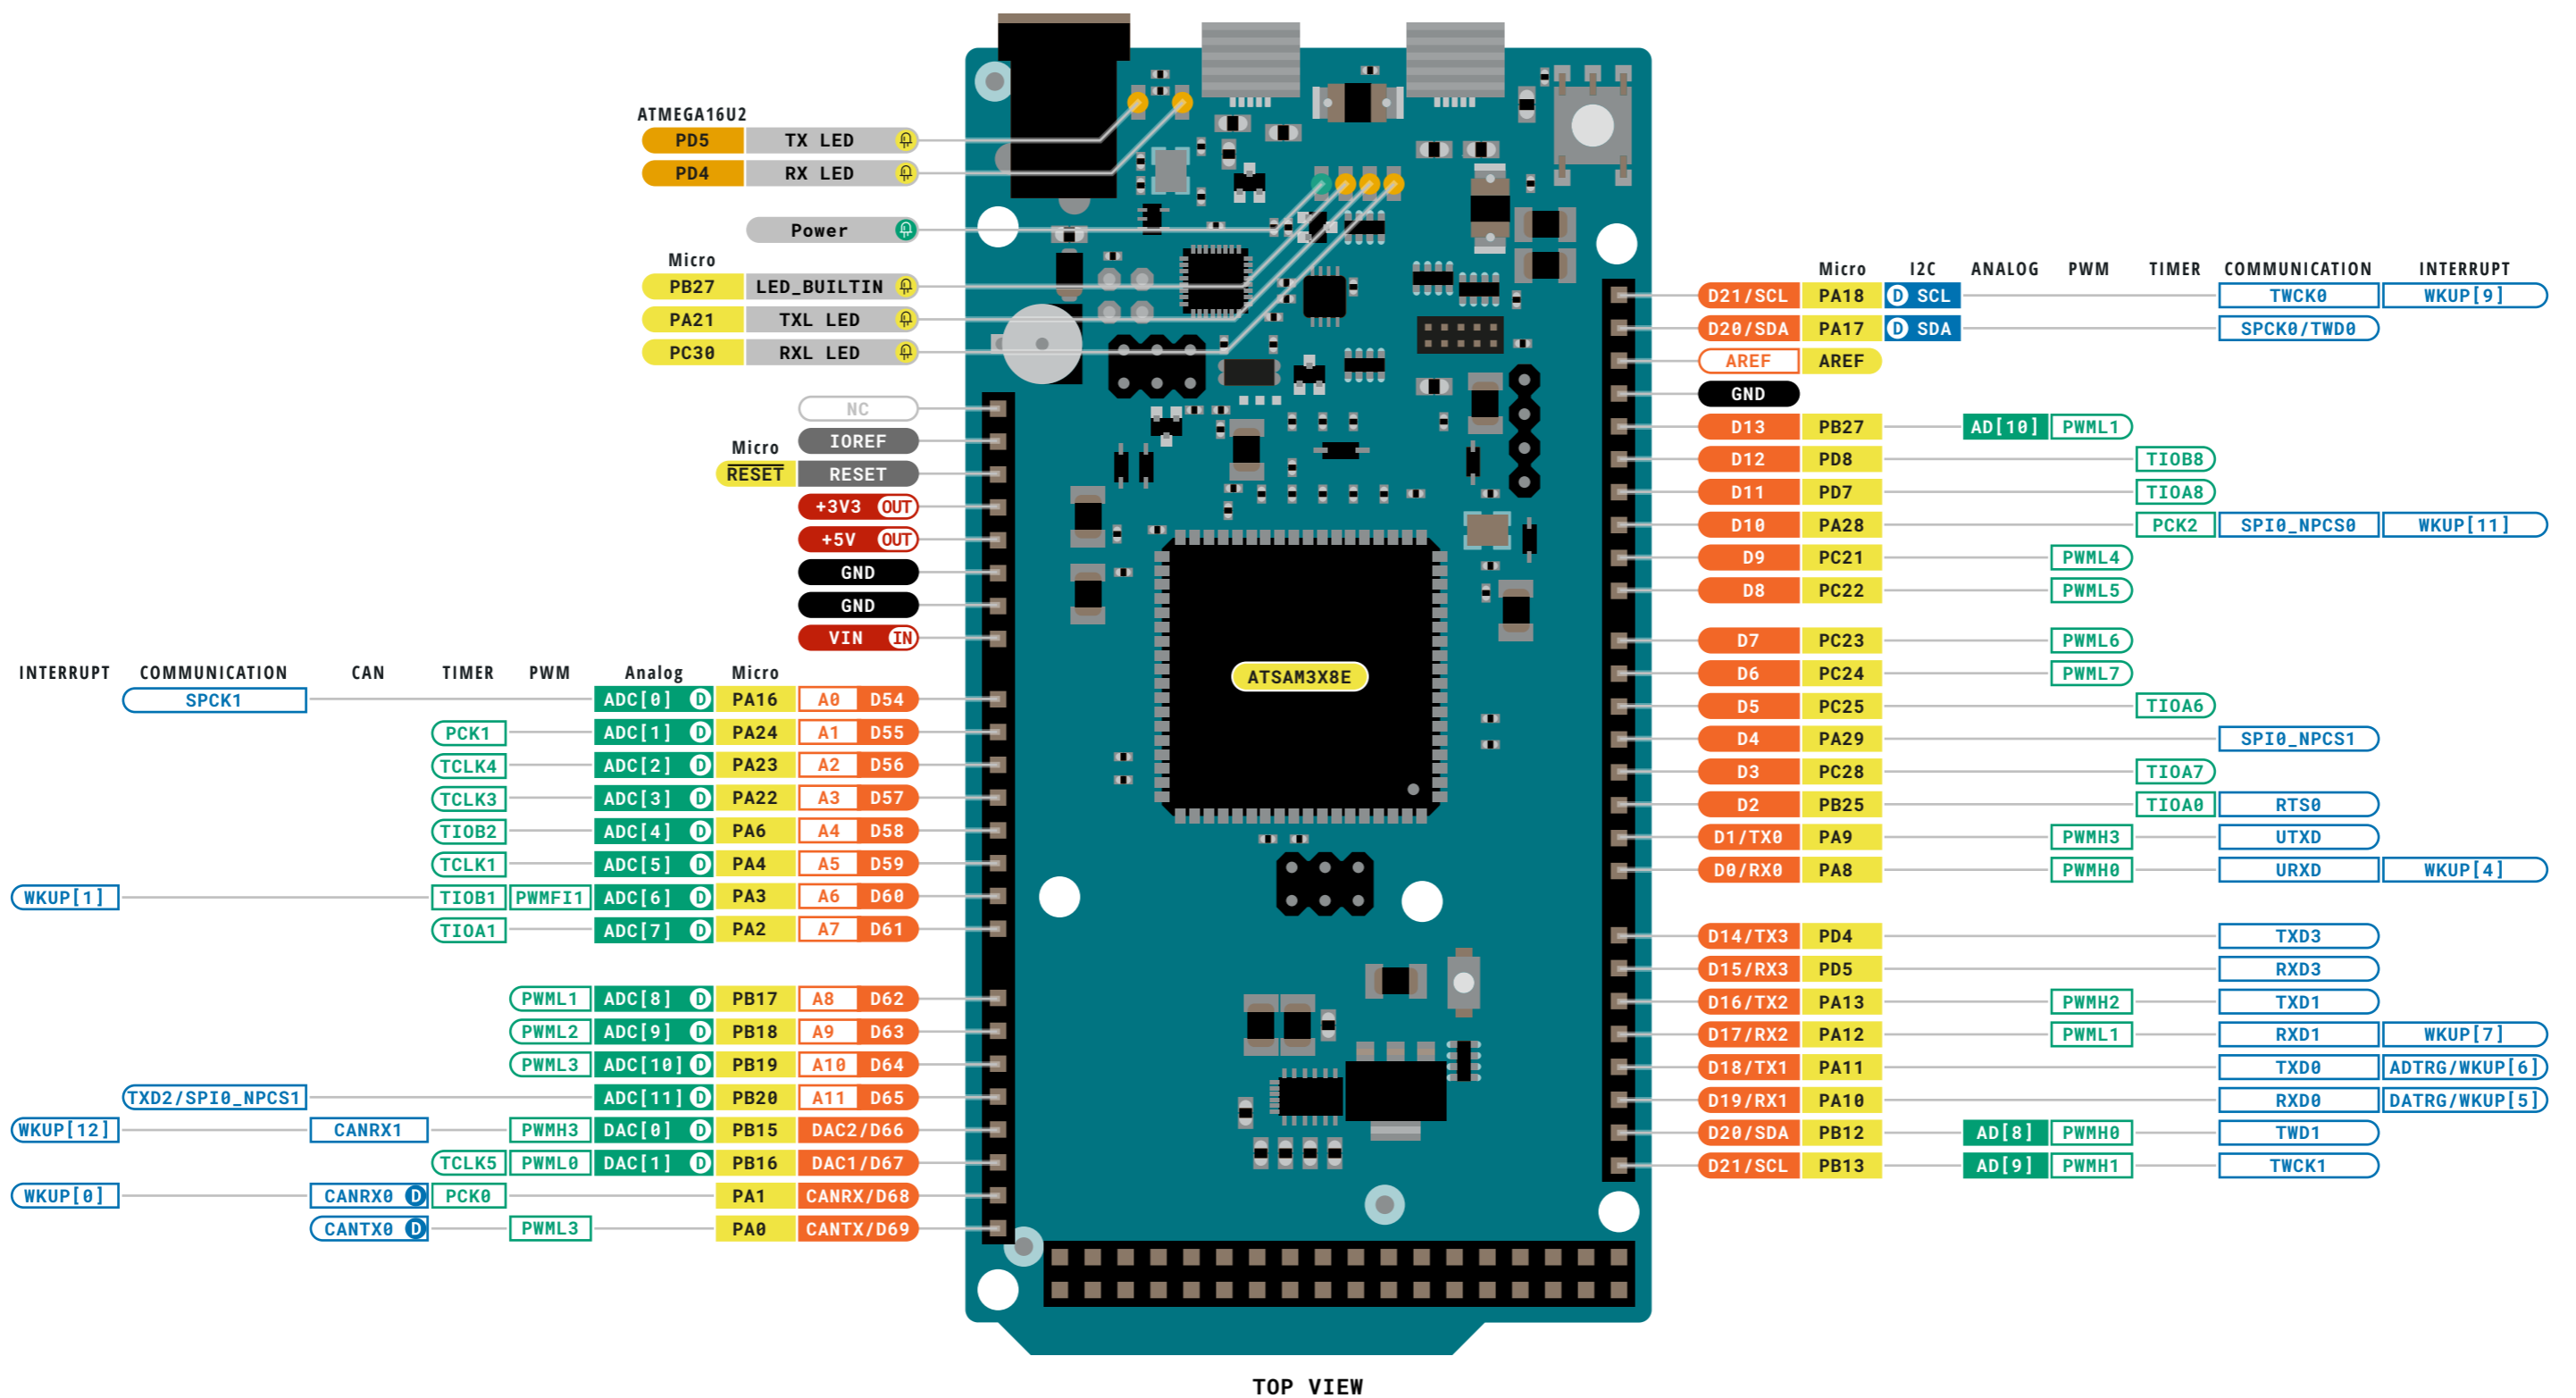 ATMEGA16U2
PD5 TX LED
PD4 RX LED
Power
Micro
PB27 LED_BUILTIN
PA21 TXL LED
PC30 RXL LED
NC
IOREF
Micro
RESET RESET
+3V3 OUT
+5V OUT
GND
GND
VIN IN
INTERRUPT COMMUNICATION CAN TIMER PWM Analog Micro
SPCK1 ADC[0] D PA16 A0 D54
PCK1 ADC[1] D PA24 A1 D55
TCLK4 ADC[2] D PA23 A2 D56
TCLK3 ADC[3] D PA22 A3 D57
TIOB2 ADC[4] D PA6 A4 D58
TCLK1 ADC[5] D PA4 A5 D59
WKUP[1] TIOB1 PWMFI1 ADC[6] D PA3 A6 D60
TIOA1 ADC[7] D PA2 A7 D61
PWML1 ADC[8] D PB17 A8 D62
PWML2 ADC[9] D PB18 A9 D63
PWML3 ADC[10] D PB19 A10 D64
TXD2/SPI0_NPCS1 ADC[11] D PB20 A11 D65
WKUP[12] CANRX1 PWMH3 DAC[0] D PB15 DAC2/D66
TCLK5 PWML0 DAC[1] D PB16 DAC1/D67
WKUP[0] CANRX0 D PCK0 PA1 CANRX/D68
CANTX0 D PWML3 PA0 CANTX/D69
ATSAM3X8E
Micro I2C ANALOG PWM TIMER COMMUNICATION INTERRUPT
D21/SCL PA18 D SCL TWCK0 WKUP[9]
D20/SDA PA17 D SDA SPCK0/TWD0
AREF AREF
GND
D13 PB27 AD[10] PWML1
D12 PD8 TIOB8
D11 PD7 TIOA8
D10 PA28 PCK2 SPI0_NPCS0 WKUP[11]
D9 PC21 PWML4
D8 PC22 PWML5
D7 PC23 PWML6
D6 PC24 PWML7
D5 PC25 TIOA6
D4 PA29 SPI0_NPCS1
D3 PC28 TIOA7
D2 PB25 TIOA0 RTS0
D1/TX0 PA9 PWMH3 UTXD
D0/RX0 PA8 PWMH0 URXD WKUP[4]
D14/TX3 PD4 TXD3
D15/RX3 PD5 RXD3
D16/TX2 PA13 PWMH2 TXD1
D17/RX2 PA12 PWML1 RXD1 WKUP[7]
D18/TX1 PA11 TXD0 ADTRG/WKUP[6]
D19/RX1 PA10 RXD0 DATRG/WKUP[5]
D20/SDA PB12 AD[8] PWMH0 TWD1
D21/SCL PB13 AD[9] PWMH1 TWCK1
TOP VIEW